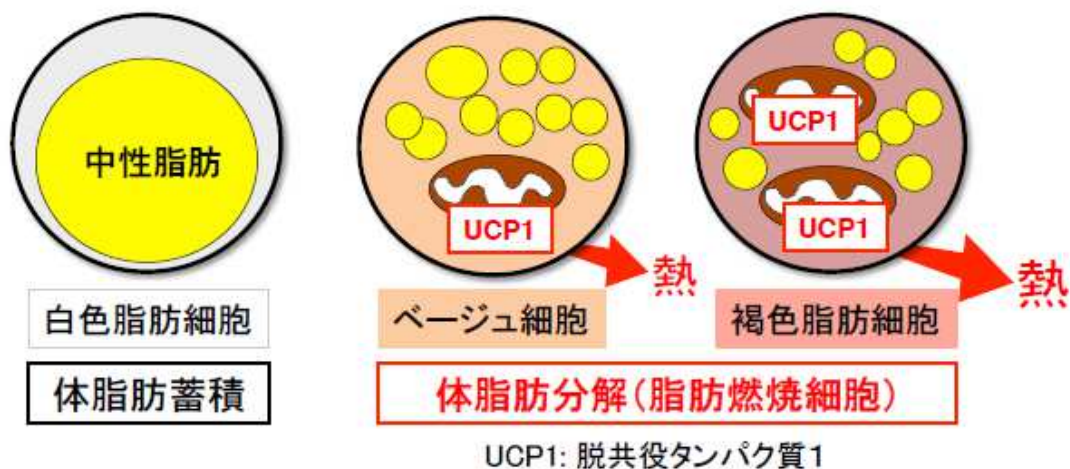 中性脂肪
UCP1
UCP1
UCP1
熱
熱
白色脂肪細胞
ベージュ細胞
褐色脂肪細胞
体脂肪蓄積
体脂肪分解(脂肪燃焼細胞)
UCP1: 脱共役タンパク質1